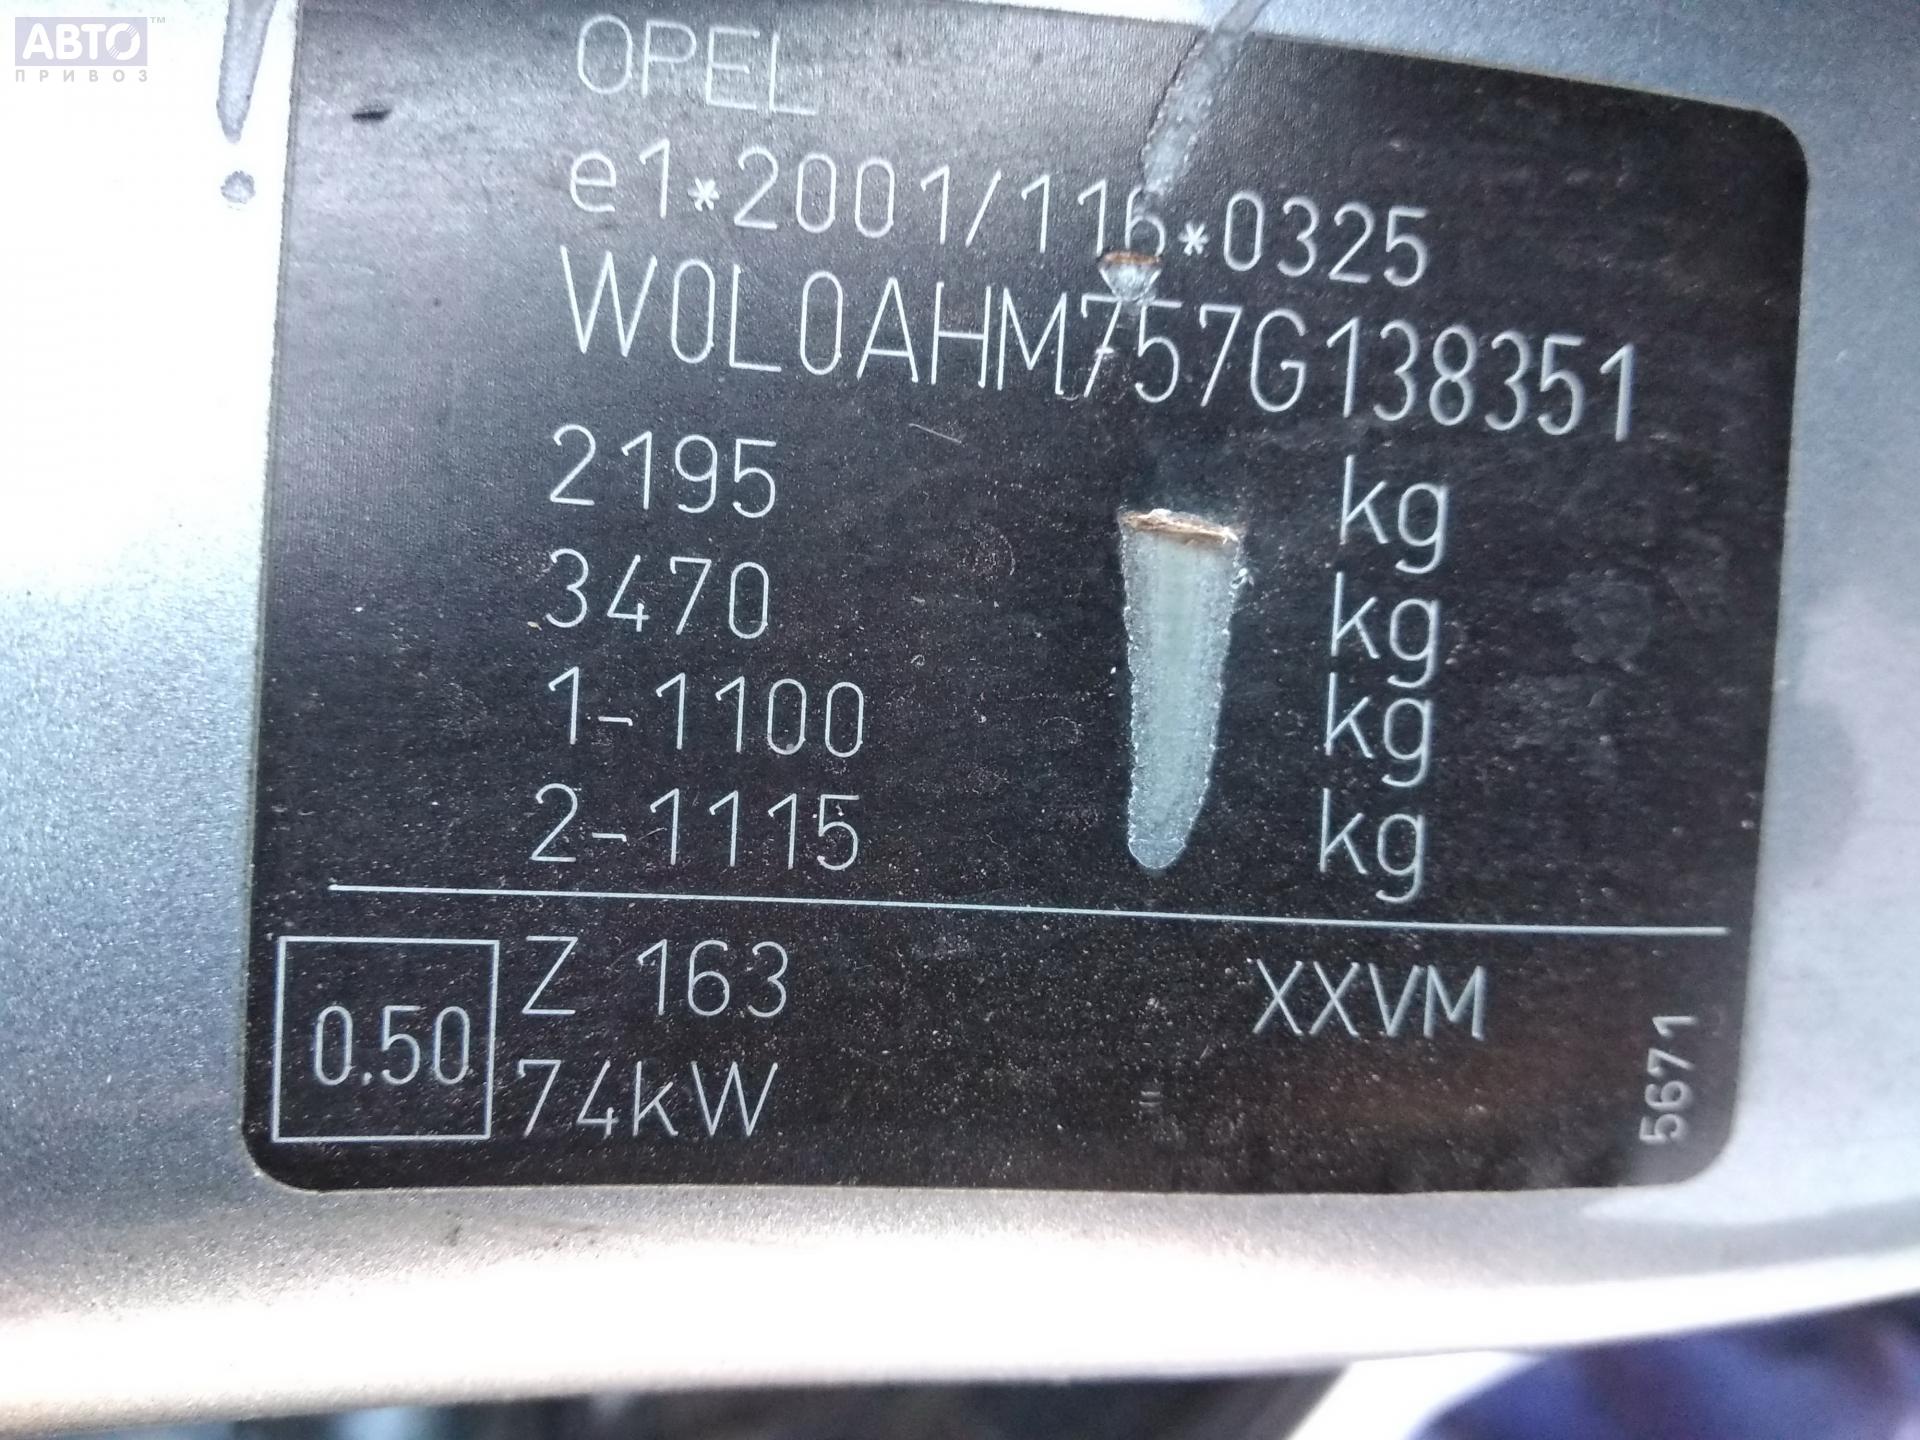 АВТО™
ПРИВОЗ
OPEL
e1*2001/116*0325
W0L0AHM757G138351
2195 kg
3470 kg
1-1100 kg
2-1115 kg
0.50
Z 163 XXVM
74kW
5671